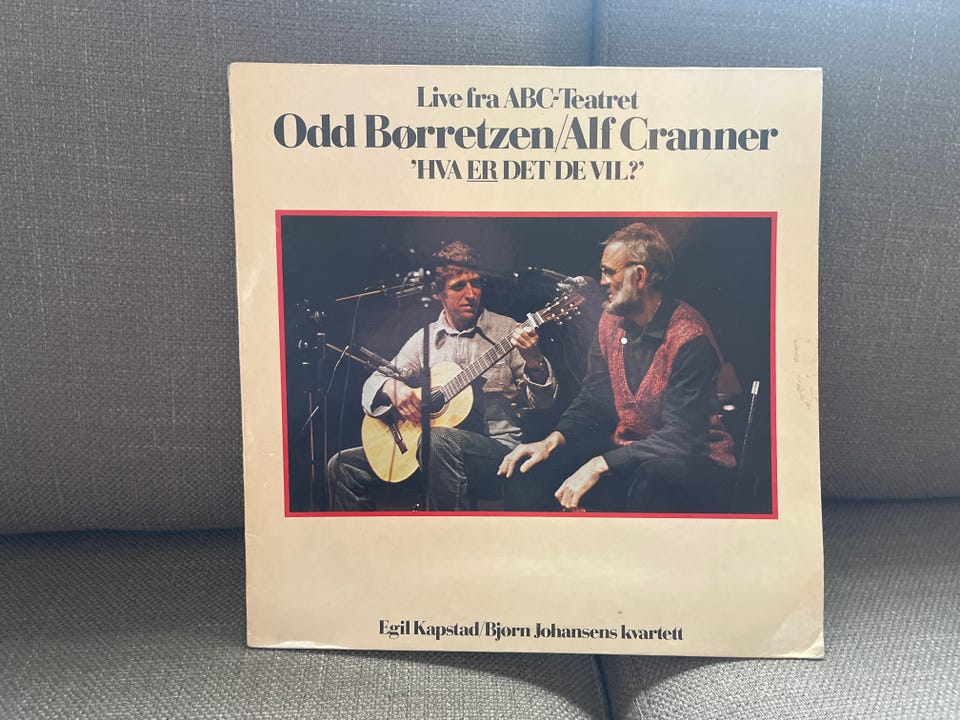 Live fra ABC-Teatret
Odd Børretzen/Alf Cranner
’HVA ER DET DE VIL?’
Egil Kapstad/Bjørn Johansens kvartett